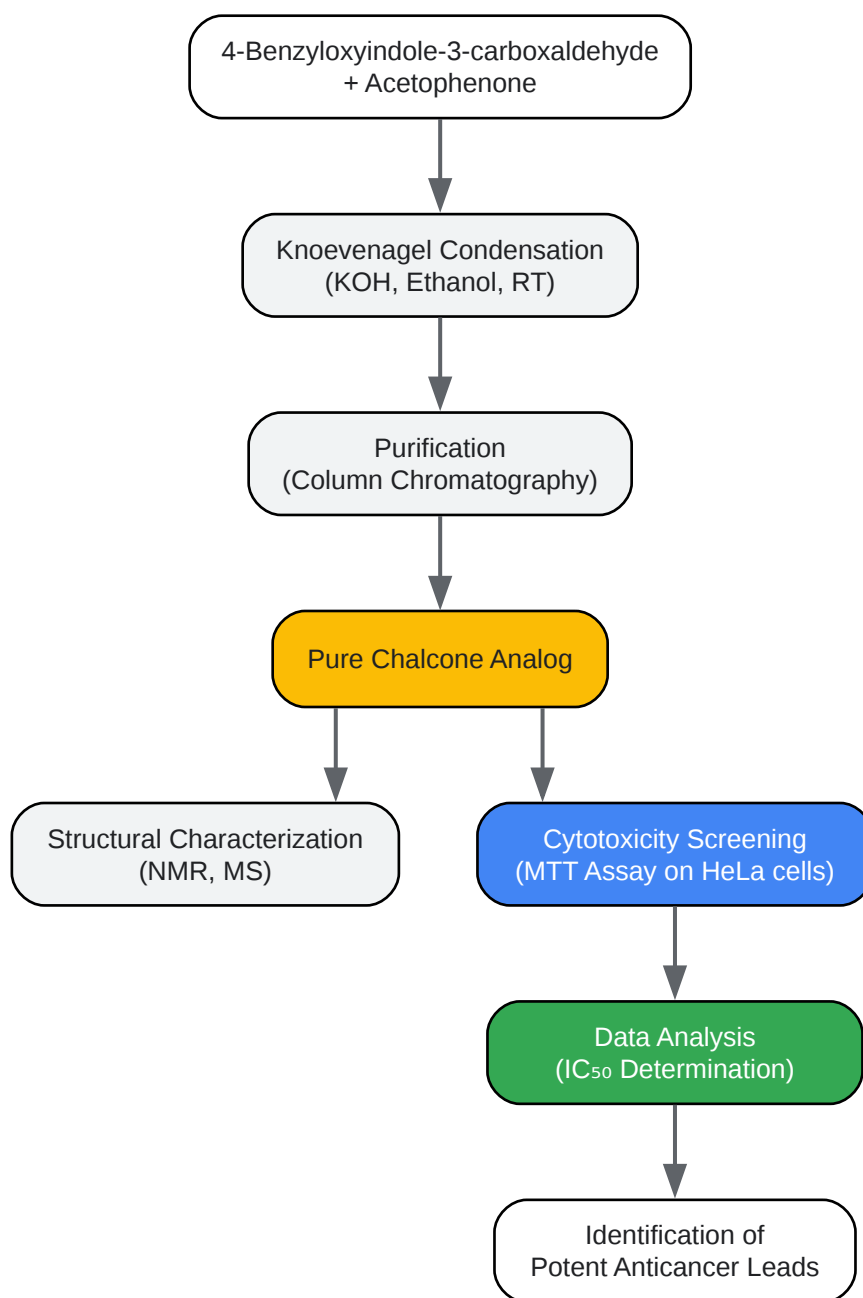 4-Benzyloxyindole-3-carboxaldehyde
+ Acetophenone
Knoevenagel Condensation
(KOH, Ethanol, RT)
Purification
(Column Chromatography)
Pure Chalcone Analog
Structural Characterization
(NMR, MS)
Cytotoxicity Screening
(MTT Assay on HeLa cells)
Data Analysis
(IC₅₀ Determination)
Identification of
Potent Anticancer Leads